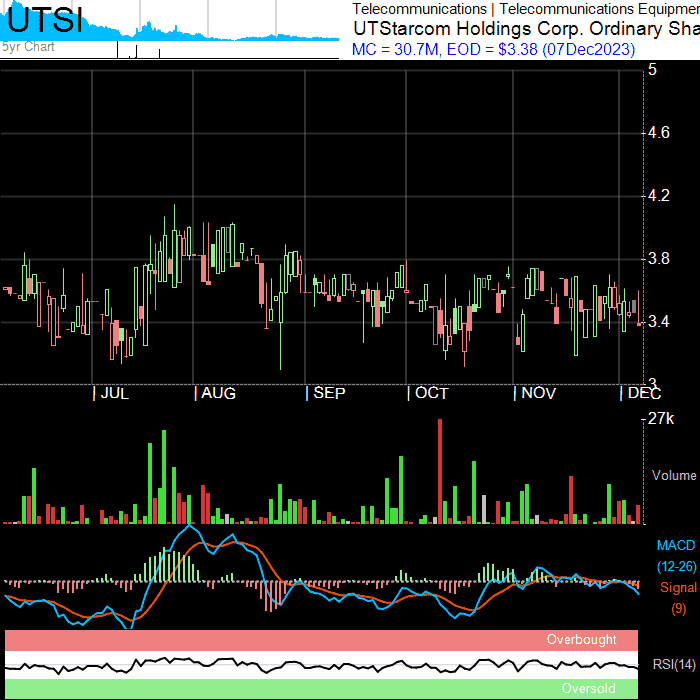 UTSI
5yr Chart
Telecommunications | Telecommunications Equipmen
UTStarcom Holdings Corp. Ordinary Sha
MC = 30.7M, EOD = $3.38 (07Dec2023)
5
4.6
4.2
3.8
3.4
3
JUL AUG SEP OCT NOV DEC
27k
Volume
MACD
(12-26)
Signal
(9)
Overbought
RSI(14)
Oversold